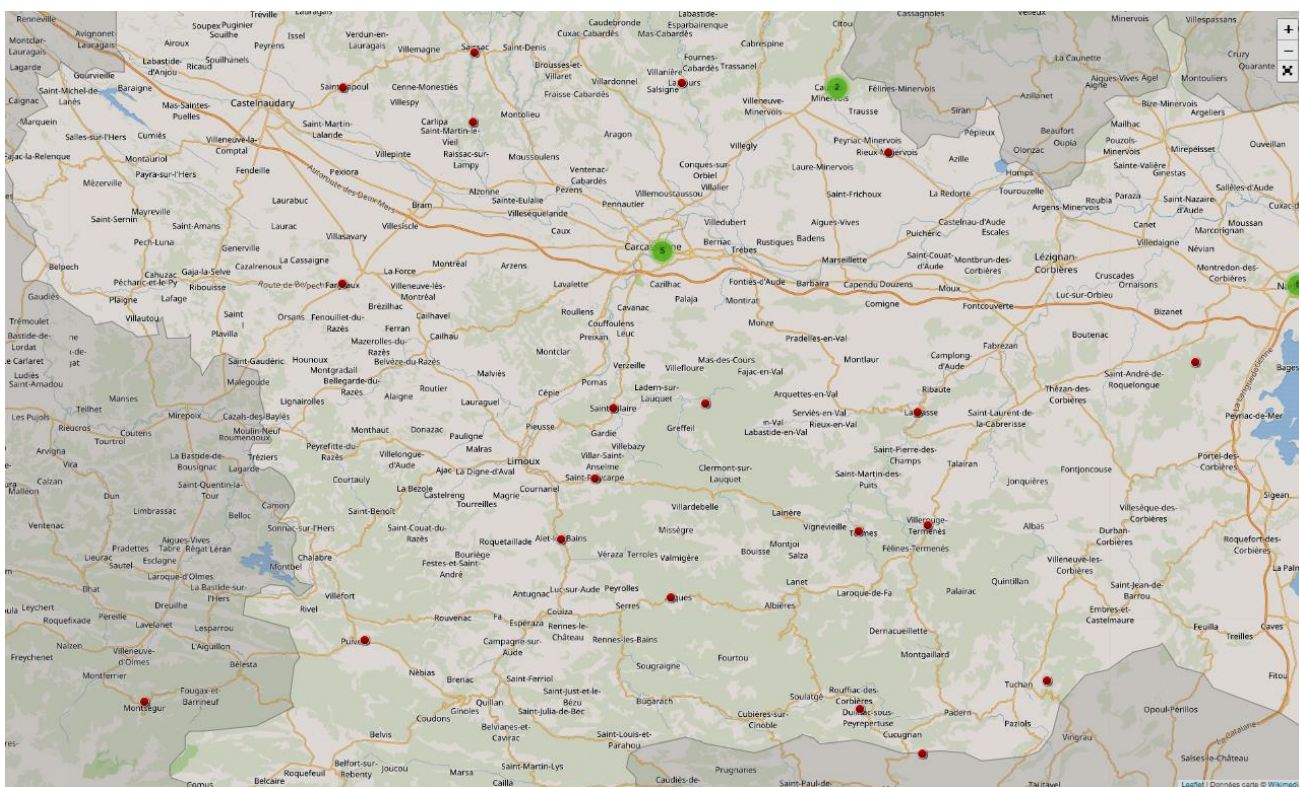 Renneville
Tréville
Lauragais
Cassagnoles
Minervois
Villespassans
Avignonet
Lauragais
Soupex
Puginier
Souilhe
Issel
Verdun-en-
Lauragais
Caudebronde
Labastide-
Esparbairenque
Citou
Montclar-
Lauragais
Airoux
Peyrens
Villemagne
Saissac
Saint-Denis
Cuxac-Cabardès
Mas-Cabardès
Cabrespine
Cruzy
Lagarde
Labastide-
d'Anjou
Ricaud
Souilhanels
Brousses-et-
Villaret
Fournes-
Cabardès
Trassanel
La Caunette
Quarante
Gourvieille
Baraigne
Cenne-Monestiés
Villardonnel
Villanière
Salsigne
Félines-Minervois
Aigues-Vives
Agel
Montouliers
Saint-Michel-de-
Lanès
Mas-Saintes-
Puelles
Castelnaudary
Villespy
Fraisse-Cabardès
Villeneuve-
Minervois
Trausse
Siran
Azillanet
Aigne
Bize-Minervois
Caignac
Marquein
Saint-Martin-
Lalande
Carlipa
Saint-Martin-le-
Vieil
Montolieu
Aragon
Peyriac-Minervois
Rieux-Minervois
Pépieux
Beaufort
Oupia
Mailhac
Argeliers
Salles-sur-l'Hers
Cumiès
Villeneuve-la-
Comptal
Villepinte
Raissac-sur-
Lampy
Moussoulens
Villegly
Olonzac
Pouzols-
Minervois
Mirepeisset
Ouveillan
Fajac-la-Relenque
Montauriol
Fendeille
Pexiora
Ventenac-
Cabardès
Conques-sur-
Orbiel
Laure-Minervois
Azille
Homps
Sainte-Valière
Ginestas
Mézerville
Payra-sur-l'Hers
Autoroute des Deux-Mers
Alzonne
Pezens
Villemoustaussou
Villalier
Saint-Frichoux
La Redorte
Tourouzelle
Roubia
Paraza
Saint-Nazaire
d'Aude
Sallèles-d'Aude
Laurabuc
Bram
Sainte-Eulalie
Villesèquelande
Pennautier
Argens-Minervois
Cuxac-d'
Saint-Sernin
Mayreville
Saint-Amans
Laurac
Villasavary
Villesiscle
Caux
Villedubert
Aigues-Vives
Puichéric
Castelnau-d'Aude
Escales
Canet
Moussan
Marcorignan
Pech-Luna
Generville
5
Berriac
Trèbes
Rustiques
Badens
Marseillette
Saint-Couat-
d'Aude
Montbrun-des-
Corbières
Lézignan-
Corbières
Villedaigne
Névian
Belpech
Cahuzac
Gaja-la-Selve
Cazalrenoux
La Cassaigne
La Force
Montréal
Arzens
Montredon-des-
Corbières
Pécharic-et-le-Py
Ribouisse
Route de Belpech
Villeneuve-lès-
Montréal
Lavalette
Cazilhac
Fontiès-d'Aude
Barbaira
Capendu
Douzens
Moux
Cruscades
Ornaisons
Gaudiès
Plaigne
Lafage
Brézilhac
Palaja
Montirat
Comigne
Fontcouverte
Luc-sur-Orbieu
Bizanet
Trémoulet
Villautou
Orsans
Fenouillet-du-
Razès
Ferran
Cailhavel
Roullens
Cavanac
Couffoulens
Leuc
Monze
Bastide-de-
Lordat
Plavilla
Mazerolles-du-
Razès
Cailhau
Preixan
Pradelles-en-Val
Fabrezan
Boutenac
Saint-Gaudéric
Hounoux
Belvèze-du-Razès
Montclar
Mas-des-Cours
Montlaur
Camplong-
d'Aude
Ludiès
Saint-Amadou
Malegoude
Montgradail
Bellegarde-du-
Razès
Malviès
Verzeille
Villefloure
Fajac-en-Val
Saint-André-de-
Roquelongue
Bages
Manses
Lignairolles
Alaigne
Routier
Cépie
Pomas
Ladern-sur-
Lauquet
Arquettes-en-Val
Ribaute
Thézan-des-
Corbières
La Languedocienne
Les Pujols
Teilhet
Mirepoix
Cazals-des-Baylès
Lauraguel
Saint-Hilaire
Serviès-en-Val
Rieux-en-Val
Lagrasse
Saint-Laurent-de-
la-Cabrerisse
Peyriac-de-Mer
Rieucros
Tourtrol
Coutens
Moulin-Neuf
Roumengoux
Monthaut
Donazac
Pauligne
Malras
Pieusse
Gardie
Greffeil
Labastide-en-Val
Arvigna
Vira
La Bastide-de-
Bousignac
Tréziers
Lagarde
Peyrefitte-du-
Razès
Villelongue-
d'Aude
Ajac
La Digne-d'Aval
Limoux
Villebazy
Villar-Saint-
Anselme
Saint-Pierre-des-
Champs
Talairan
Portel-des-
Corbières
Calzan
Malléon
Dun
Saint-Quentin-la-
Tour
Courtauly
La Bezole
Castelreng
Tourreilles
Magrie
Cournanel
Saint-Polycarpe
Clermont-sur-
Lauquet
Saint-Martin-des-
Puits
Jonquières
Fontjoncouse
Sigean
Ventenac
Limbrassac
Belloc
Camon
Saint-Benoît
Villardebelle
Lairière
Villesèque-des-
Corbières
Pradettes
Aigues-Vives
Tabre
Régat
Léran
Sonnac-sur-l'Hers
Saint-Couat-du-
Razès
Roquetaillade
Alet-les-Bains
Missègre
Vignevieille
Termes
Villerouge-
Termenès
Albas
Durban-
Corbières
Roquefort-des-
Corbières
Lieurac
Sautel
Esclagne
Chalabre
Montbel
Bouriège
Festes-et-Saint-
André
Véraza
Terroles
Valmigère
Bouisse
Montjoi
Salza
Félines-Termenès
Villeneuve-les-
Corbières
Laroque-d'Olmes
Ilhat
La Bastide-sur-
l'Hers
Villefort
Antugnac
Luc-sur-Aude
Peyrolles
Lanet
Quintillan
Saint-Jean-de-
Barrou
Leychert
Péreille
Dreuilhe
Rivel
Couiza
Serres
Arques
Albières
Laroque-de-Fa
Palairac
Roquefixade
Lavelanet
Lesparrou
Rouvenac
Fa
Espéraza
Rennes-le-
Château
Embres-et-
Castelmaure
Feuilla
Caves
Treilles
Nalzen
L'Aiguillon
Puivert
Campagne-sur-
Aude
Rennes-les-Bains
Dernacueillette
Freychenet
Villeneuve-
d'Olmes
Bélesta
Nébias
Fourtou
Montgaillard
Montferrier
Sougraigne
Fitou
Fougax-et-
Barrineuf
Brenac
Saint-Ferriol
Tuchan
Montségur
Quillan
Ginoles
Saint-Just-et-le-
Bézu
Saint-Julia-de-Bec
Bugarach
Soulatgé
Rouffiac-des-
Corbières
Duilhac-sous-
Peyrepertuse
Padern
Opoul-Périllos
Coudons
Cubières-sur-
Cinoble
Paziols
Belvis
Belvianes-et-
Cavirac
Saint-Louis-et-
Parahou
Cucugnan
Vingrau
La Catalane
Belfort-sur-
Rebenty
Joucou
Saint-Martin-Lys
Prugnanes
Salses-le-Château
Roquefeuil
Belcaire
Marsa
Cailla
Caudiès-de-
Saint-Paul-de-
Tautavel
Comus
Leaflet | Données carte © Wikimedi
2
+
−